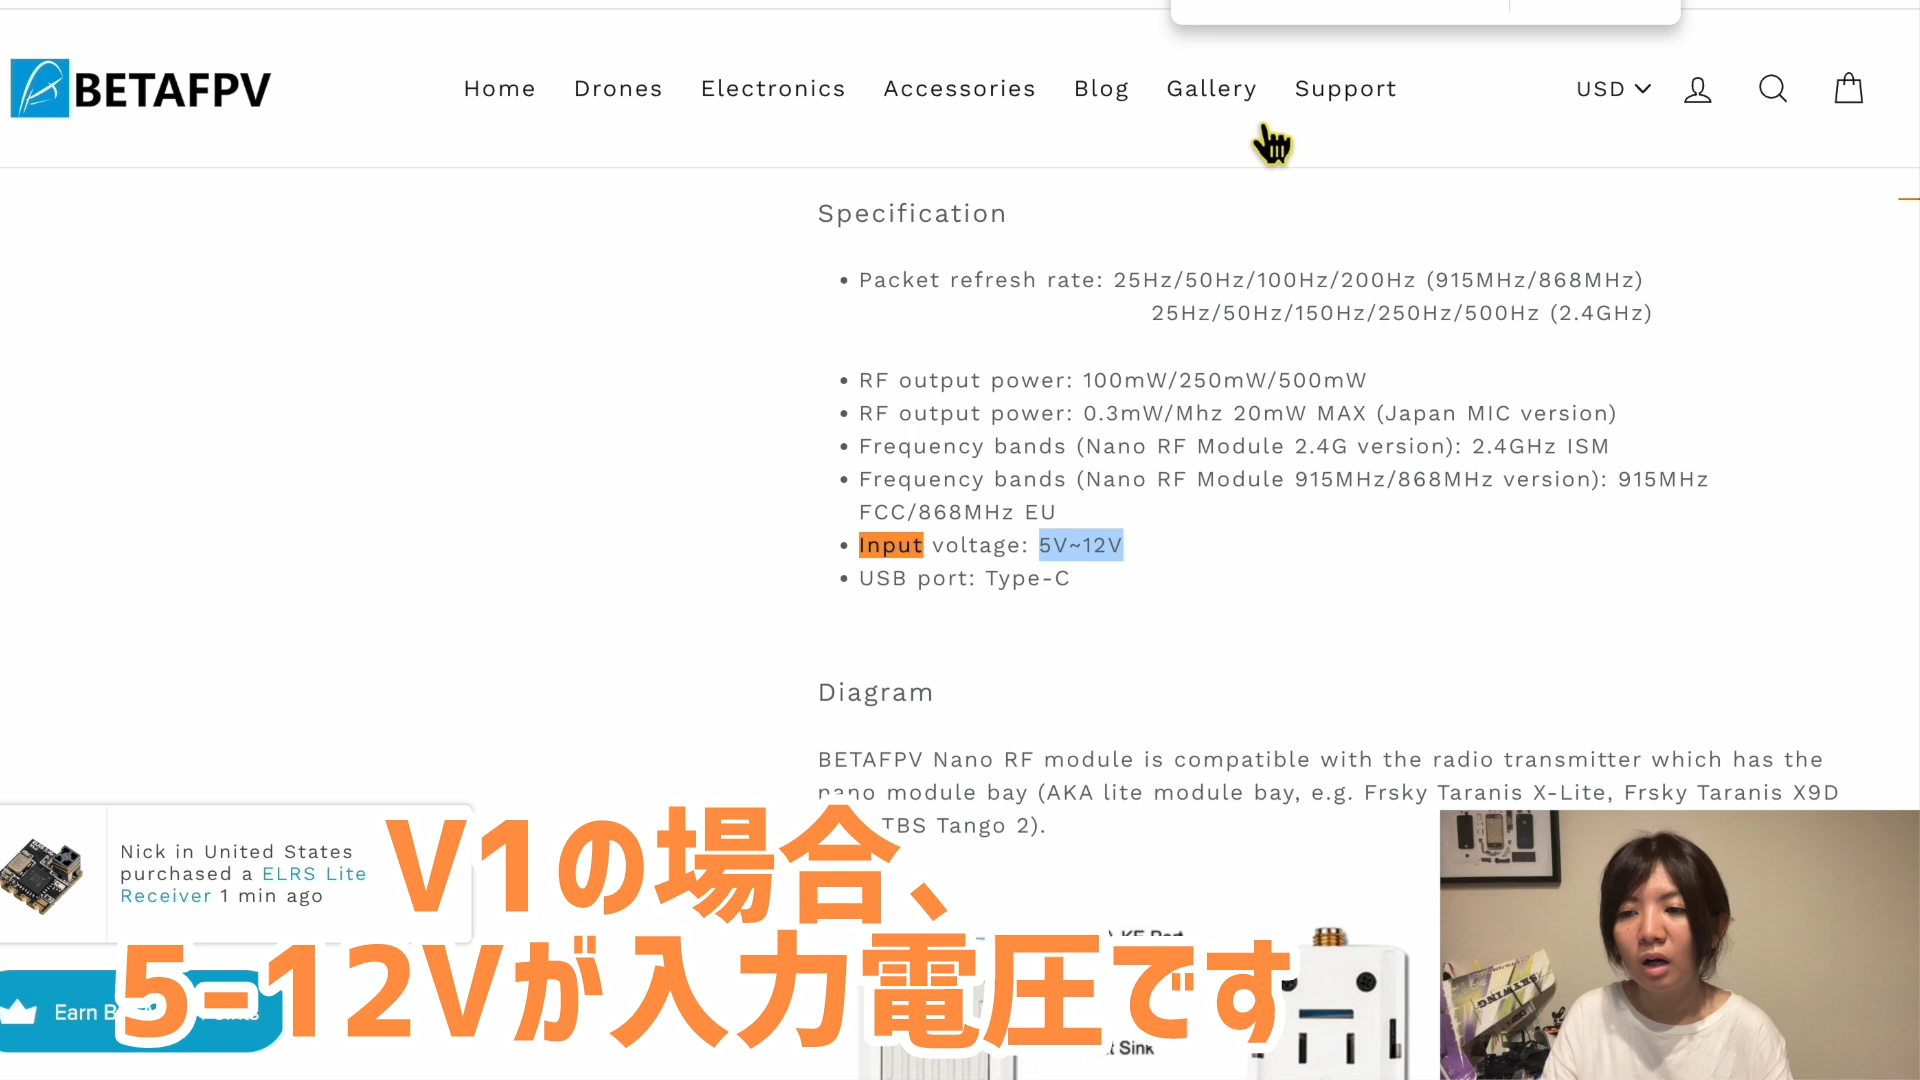 BETAFPV
Home Drones Electronics Accessories Blog Gallery Support
USD
Specification
Packet refresh rate: 25Hz/50Hz/100Hz/200Hz (915MHz/868MHz)
25Hz/50Hz/150Hz/250Hz/500Hz (2.4GHz)
RF output power: 100mW/250mW/500mW
RF output power: 0.3mW/Mhz 20mW MAX (Japan MIC version)
Frequency bands (Nano RF Module 2.4G version): 2.4GHz ISM
Frequency bands (Nano RF Module 915MHz/868MHz version): 915MHz
FCC/868MHz EU
Input voltage: 5V~12V
USB port: Type-C
Diagram
BETAFPV Nano RF module is compatible with the radio transmitter which has the
nano module bay (AKA lite module bay, e.g. Frsky Taranis X-Lite, Frsky Taranis X9D
TBS Tango 2).
Nick in United States
purchased a ELRS Lite
Receiver 1 min ago
V1の場合、
5-12Vが入力電圧です
Earn